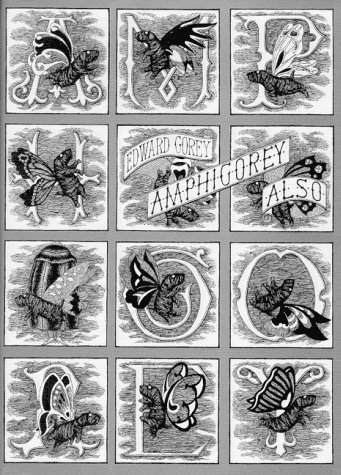 A M P
H
EDWARD GOREY
AMPHIGOREY
ALSO
I G O
R E Y